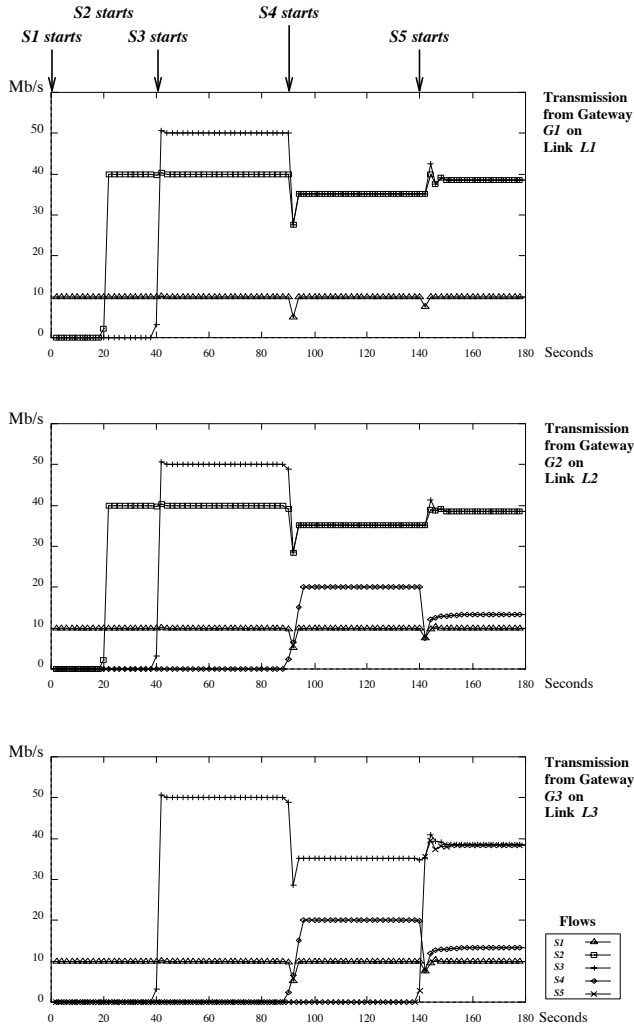 S2 starts S4 starts
S1 starts S3 starts S5 starts
Mb/s
50
40
30
20
10
0
0 20 40 60 80 100 120 140 160 180 Seconds
Transmission
from Gateway
G1 on
Link L1
Mb/s
50
40
30
20
10
0
0 20 40 60 80 100 120 140 160 180 Seconds
Transmission
from Gateway
G2 on
Link L2
Mb/s
50
40
30
20
10
0
0 20 40 60 80 100 120 140 160 180 Seconds
Transmission
from Gateway
G3 on
Link L3
Flows
S1
S2
S3
S4
S5